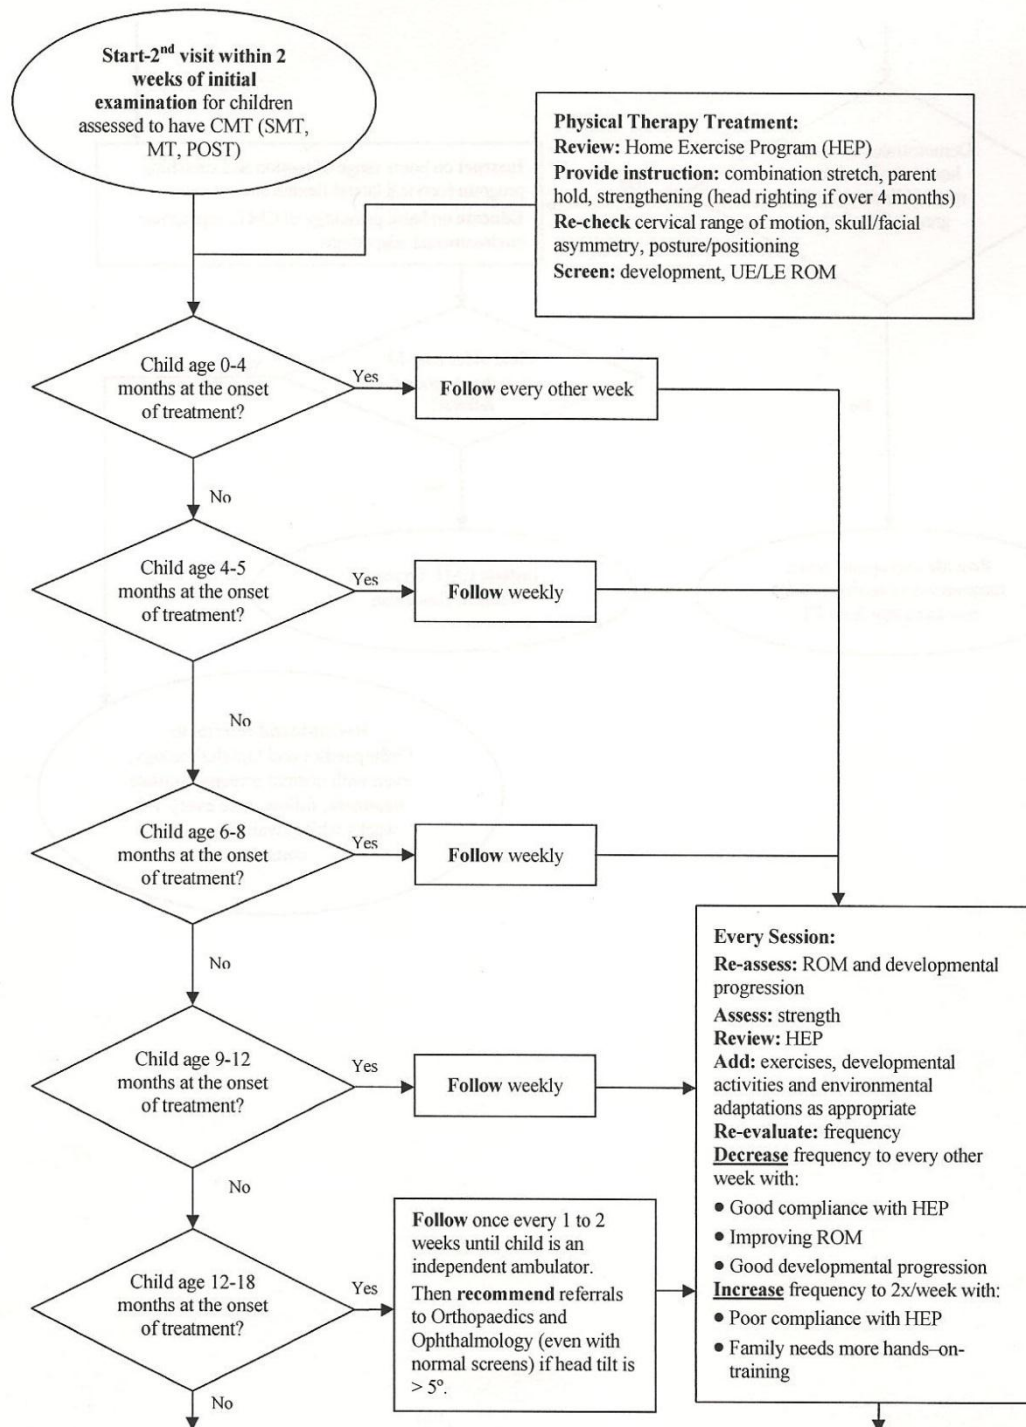 Start-2nd visit within 2
weeks of initial
examination for children
assessed to have CMT (SMT,
MT, POST)
Physical Therapy Treatment:
Review: Home Exercise Program (HEP)
Provide instruction: combination stretch, parent
hold, strengthening (head righting if over 4 months)
Re-check cervical range of motion, skull/facial
asymmetry, posture/positioning
Screen: development, UE/LE ROM
Child age 0-4
months at the onset
of treatment?
Yes
Follow every other week
No
Child age 4-5
months at the onset
of treatment?
Yes
Follow weekly
No
Child age 6-8
months at the onset
of treatment?
Yes
Follow weekly
No
Child age 9-12
months at the onset
of treatment?
Yes
Follow weekly
No
Every Session:
Re-assess: ROM and developmental
progression
Assess: strength
Review: HEP
Add: exercises, developmental
activities and environmental
adaptations as appropriate
Re-evaluate: frequency
Decrease frequency to every other
week with:
• Good compliance with HEP
• Improving ROM
• Good developmental progression
Increase frequency to 2x/week with:
• Poor compliance with HEP
• Family needs more hands–on-
training
Child age 12-18
months at the onset
of treatment?
Yes
Follow once every 1 to 2
weeks until child is an
independent ambulator.
Then recommend referrals
to Orthopaedics and
Ophthalmology (even with
normal screens) if head tilt is
> 5º.
No